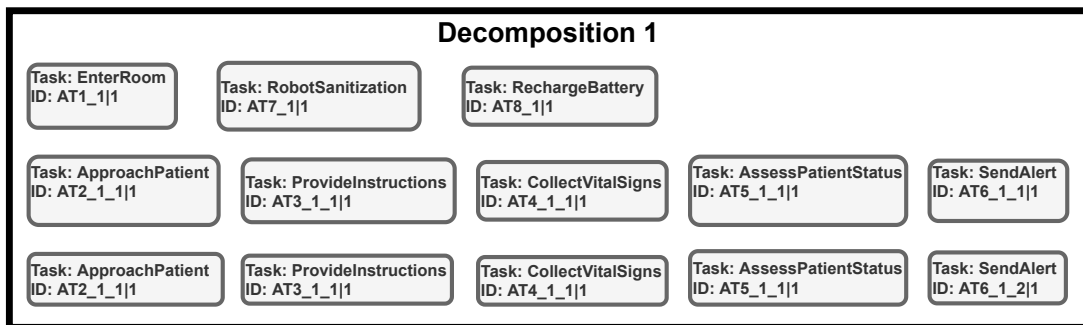 Decomposition 1
Task: EnterRoom
ID: AT1_1|1
Task: RobotSanitization
ID: AT7_1|1
Task: RechargeBattery
ID: AT8_1|1
Task: ApproachPatient
ID: AT2_1_1|1
Task: ProvideInstructions
ID: AT3_1_1|1
Task: CollectVitalSigns
ID: AT4_1_1|1
Task: AssessPatientStatus
ID: AT5_1_1|1
Task: SendAlert
ID: AT6_1_1|1
Task: ApproachPatient
ID: AT2_1_1|1
Task: ProvideInstructions
ID: AT3_1_1|1
Task: CollectVitalSigns
ID: AT4_1_1|1
Task: AssessPatientStatus
ID: AT5_1_1|1
Task: SendAlert
ID: AT6_1_2|1